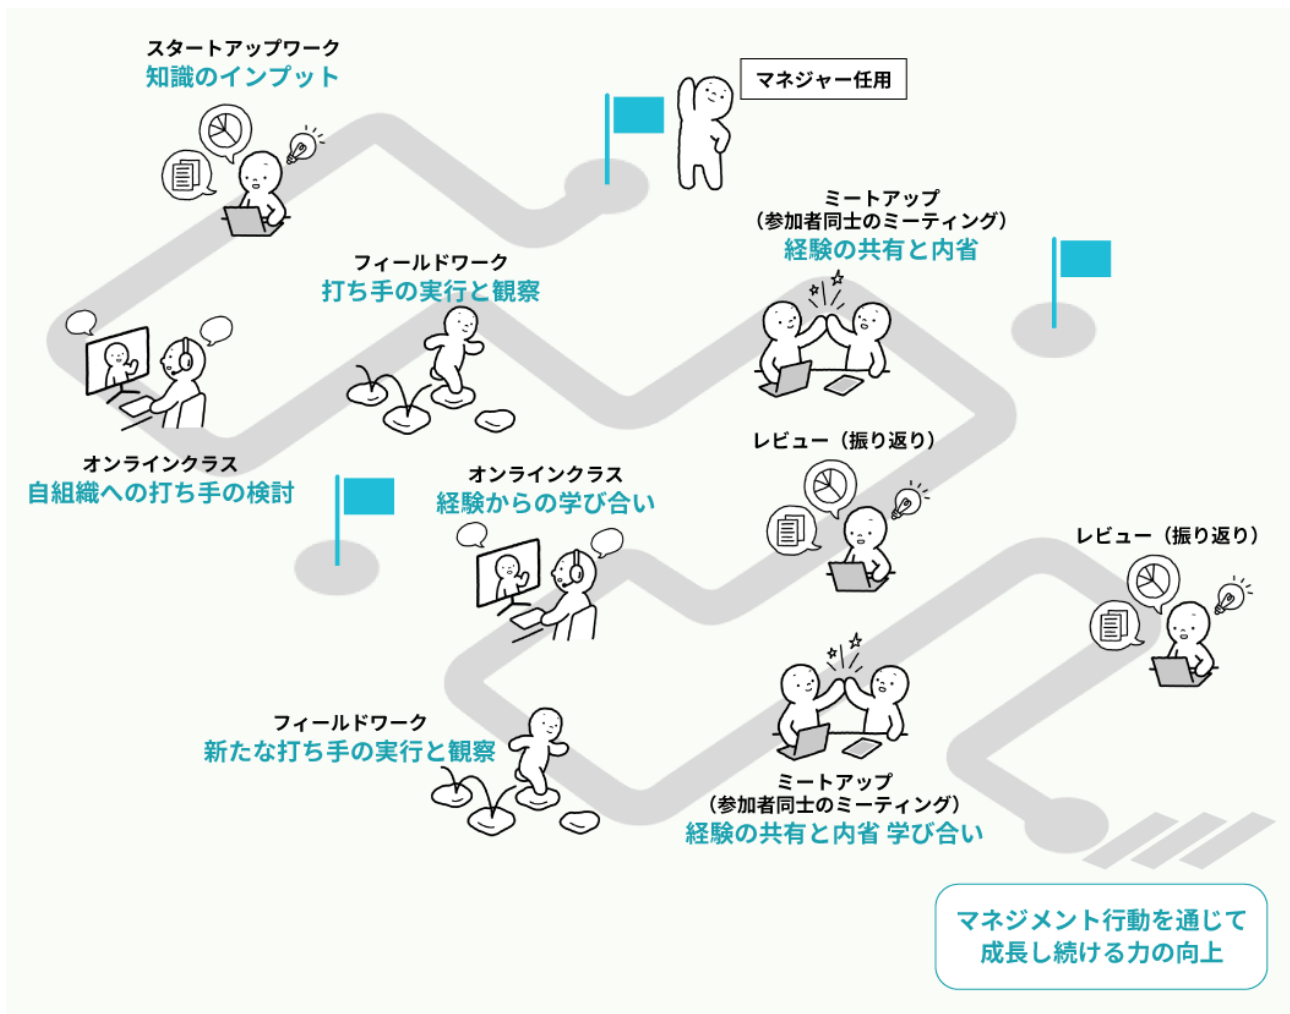 スタートアップワーク
知識のインプット
マネジャー任用
ミートアップ
（参加者同士のミーティング）
経験の共有と内省
フィールドワーク
打ち手の実行と観察
オンラインクラス
自組織への打ち手の検討
レビュー（振り返り）
オンラインクラス
経験からの学び合い
レビュー（振り返り）
フィールドワーク
新たな打ち手の実行と観察
ミートアップ
（参加者同士のミーティング）
経験の共有と内省 学び合い
マネジメント行動を通じて
成長し続ける力の向上